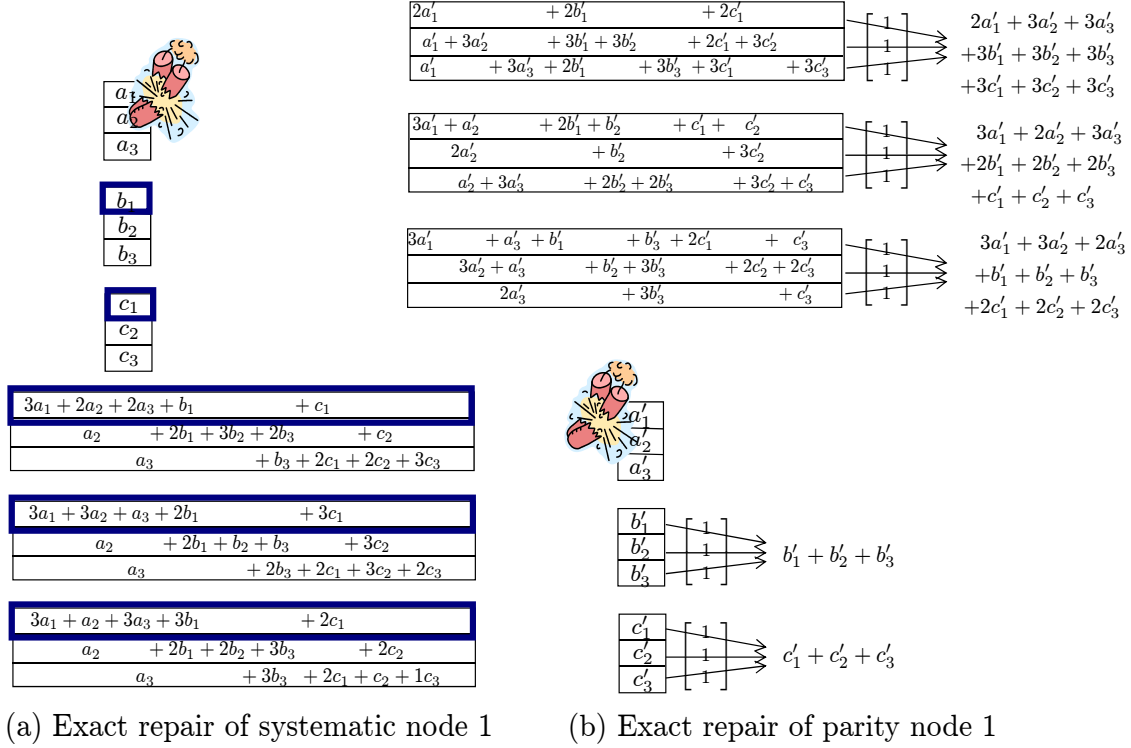 a₁
a₂
a₃
b₁
b₂
b₃
c₁
c₂
c₃
3a₁ + 2a₂ + 2a₃ + b₁ + c₁
a₂ + 2b₁ + 3b₂ + 2b₃ + c₂
a₃ + b₃ + 2c₁ + 2c₂ + 3c₃
3a₁ + 3a₂ + a₃ + 2b₁ + 3c₁
a₂ + 2b₁ + b₂ + b₃ + 3c₂
a₃ + 2b₃ + 2c₁ + 3c₂ + 2c₃
3a₁ + a₂ + 3a₃ + 3b₁ + 2c₁
a₂ + 2b₁ + 2b₂ + 3b₃ + 2c₂
a₃ + 3b₃ + 2c₁ + c₂ + 1c₃
(a) Exact repair of systematic node 1
2a′₁ + 2b′₁ + 2c′₁
a′₁ + 3a′₂ + 3b′₁ + 3b′₂ + 2c′₁ + 3c′₂
a′₁ + 3a′₃ + 2b′₁ + 3b′₃ + 3c′₁ + 3c′₃
1
1
1
2a′₁ + 3a′₂ + 3a′₃
+3b′₁ + 3b′₂ + 3b′₃
+3c′₁ + 3c′₂ + 3c′₃
3a′₁ + a′₂ + 2b′₁ + b′₂ + c′₁ + c′₂
2a′₂ + b′₂ + 3c′₂
a′₂ + 3a′₃ + 2b′₂ + 2b′₃ + 3c′₂ + c′₃
1
1
1
3a′₁ + 2a′₂ + 3a′₃
+2b′₁ + 2b′₂ + 2b′₃
+c′₁ + c′₂ + c′₃
3a′₁ + a′₃ + b′₁ + b′₃ + 2c′₁ + c′₃
3a′₂ + a′₃ + b′₂ + 3b′₃ + 2c′₂ + 2c′₃
2a′₃ + 3b′₃ + c′₃
1
1
1
3a′₁ + 3a′₂ + 2a′₃
+b′₁ + b′₂ + b′₃
+2c′₁ + 2c′₂ + 2c′₃
a′₁
a′₂
a′₃
b′₁
b′₂
b′₃
1
1
1
b′₁ + b′₂ + b′₃
c′₁
c′₂
c′₃
1
1
1
c′₁ + c′₂ + c′₃
(b) Exact repair of parity node 1